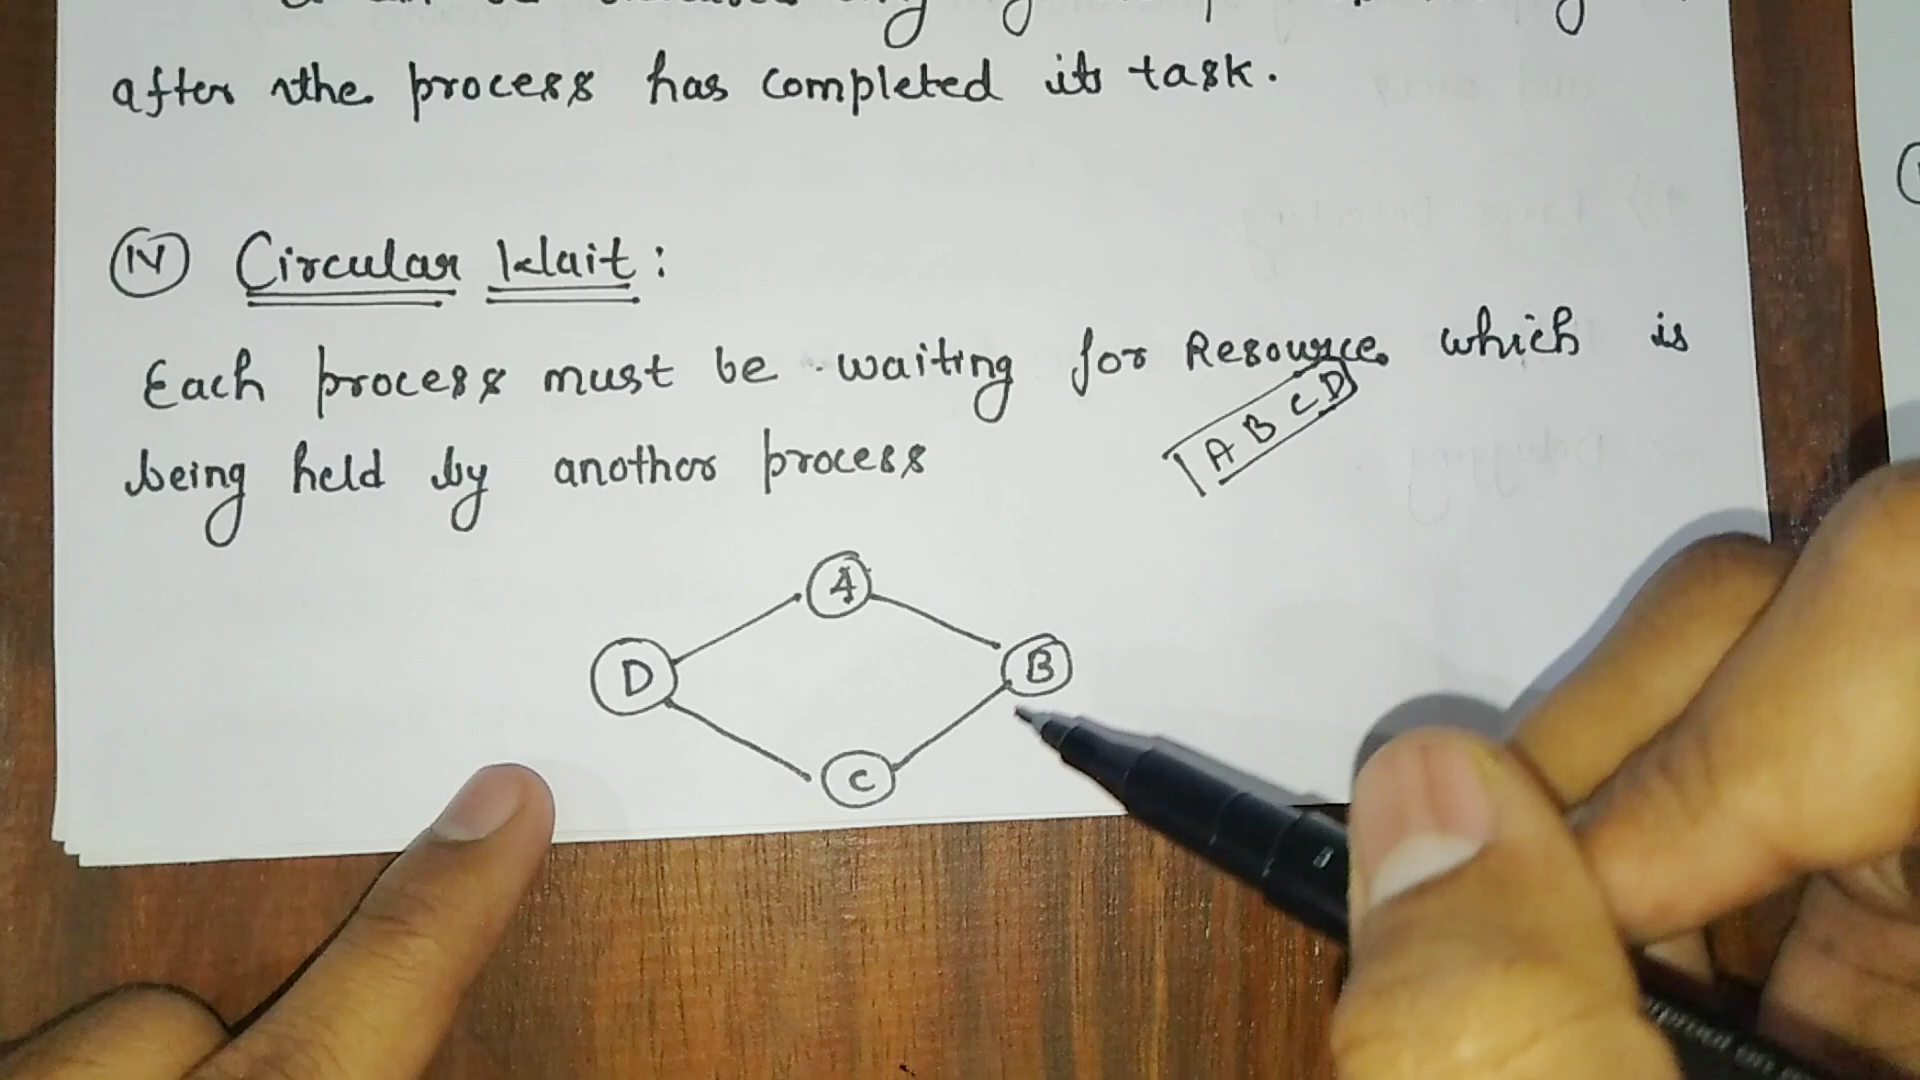 after the process has completed its task.
IV Circular Wait:
Each process must be waiting for Resource which is
A B C D
being held by another process
A
D
B
C